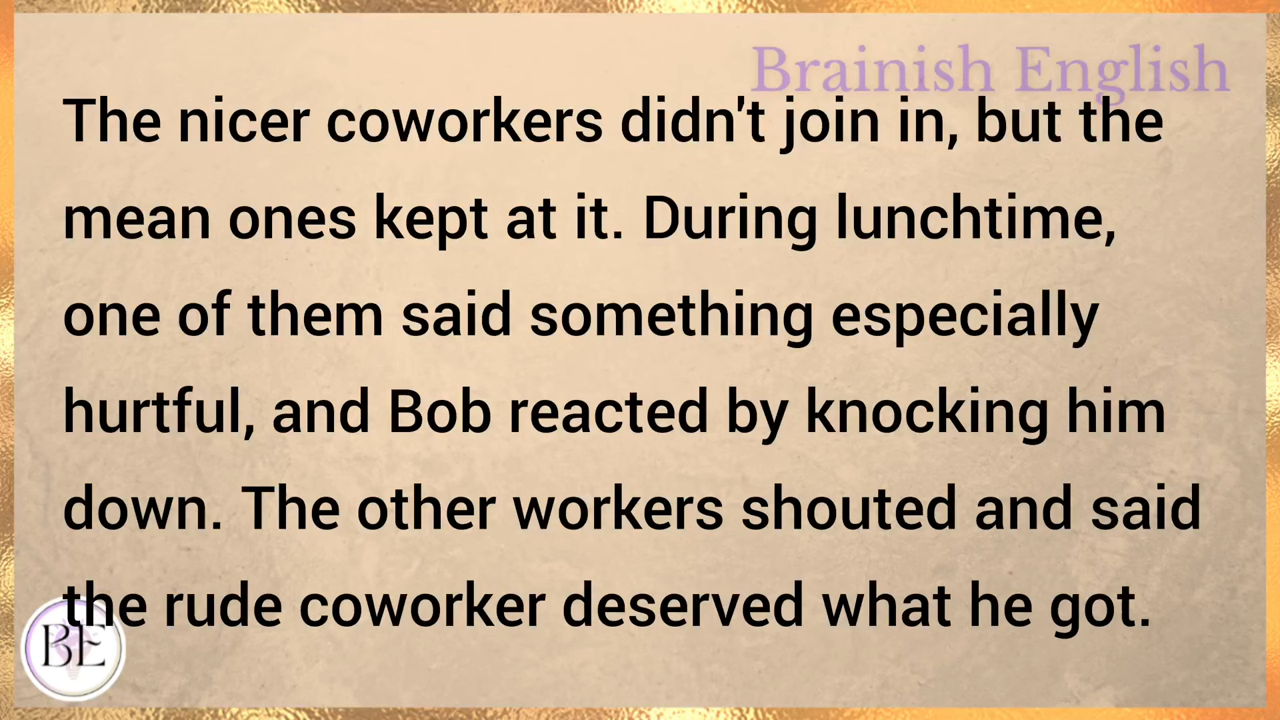 Brainish English
The nicer coworkers didn't join in, but the
mean ones kept at it. During lunchtime,
one of them said something especially
hurtful, and Bob reacted by knocking him
down. The other workers shouted and said
the rude coworker deserved what he got.
BE